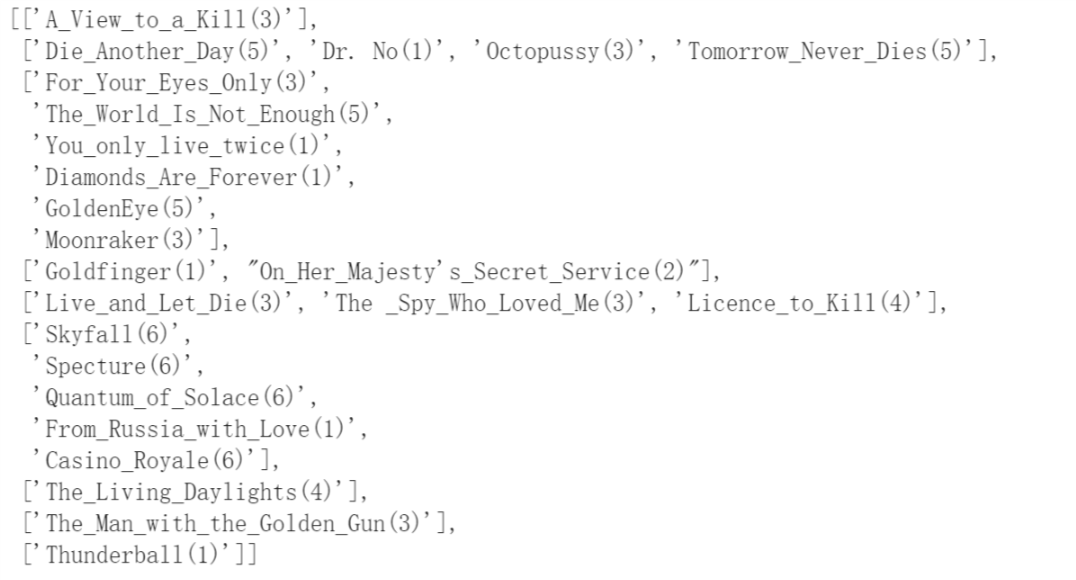 [['A_View_to_a_Kill(3)'],
['Die_Another_Day(5)', 'Dr. No(1)', 'Octopussy(3)', 'Tomorrow_Never_Dies(5)'],
['For_Your_Eyes_Only(3)',
'The_World_Is_Not_Enough(5)',
'You_only_live_twice(1)',
'Diamonds_Are_Forever(1)',
'GoldenEye(5)',
'Moonraker(3)'],
['Goldfinger(1)', "On_Her_Majesty's_Secret_Service(2)"],
['Live_and_Let_Die(3)', 'The _Spy_Who_Loved_Me(3)', 'Licence_to_Kill(4)'],
['Skyfall(6)',
'Specture(6)',
'Quantum_of_Solace(6)',
'From_Russia_with_Love(1)',
'Casino_Royale(6)'],
['The_Living_Daylights(4)'],
['The_Man_with_the_Golden_Gun(3)'],
['Thunderball(1)']]